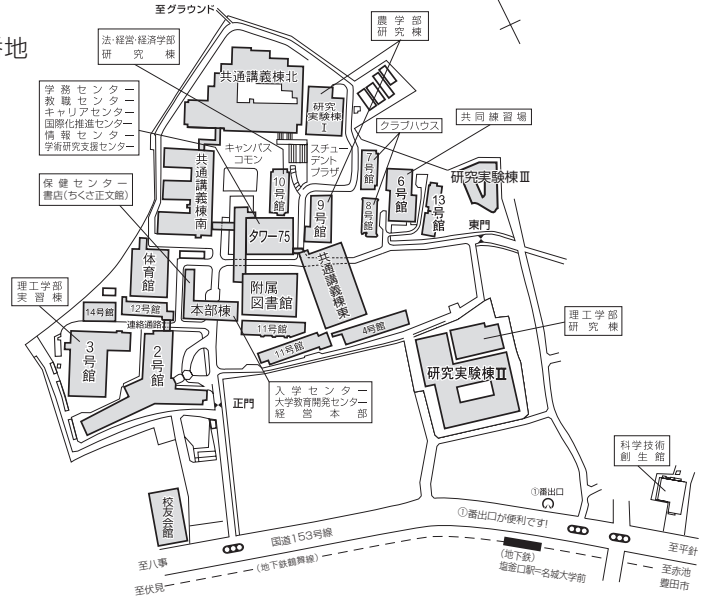 至グラウンド
番地
法・経営・経済学部
研究棟
農学部
研究棟
共通講義棟北
研究
実験棟
Ⅰ
学務センター
教職センター
キャリアセンター
国際化推進センター
情報センター
学術研究支援センター
キャンパス
コモン
スチュー
デント
プラザ
クラブハウス
共同練習場
共通講義棟南
7号館
6号館
研究実験棟Ⅲ
保健センター
書店(ちくさ正文館)
10号館
9号館
8号館
13号館
タワー75
東門
体育館
共通講義棟東
附属
図書館
理工学部
実習棟
14号館
12号館
本部棟
連絡通路
11号館
4号館
11号館
理工学部
研究棟
3号館
2号館
研究実験棟Ⅱ
正門
入学センター
大学教育開発センター
経営本部
科学技術
創生館
校友会館
①番出口
①番出口が便利です!
国道153号線
至八事
(地下鉄鶴舞線)
至伏見
(地下鉄)
塩釜口駅=名城大学前
至平針
至赤池
豊田市